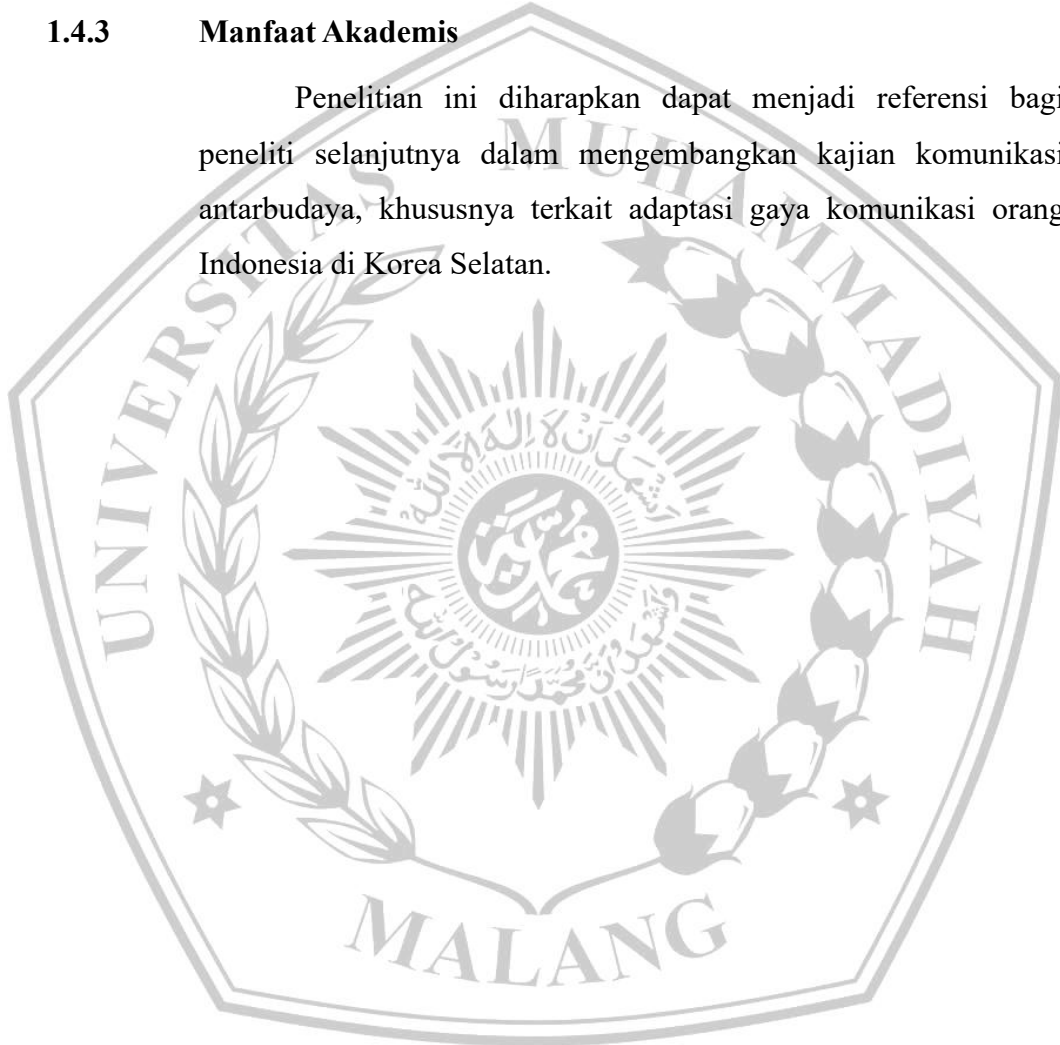 1.4.3 Manfaat Akademis
Penelitian ini diharapkan dapat menjadi referensi bagi
peneliti selanjutnya dalam mengembangkan kajian komunikasi
antarbudaya, khususnya terkait adaptasi gaya komunikasi orang
Indonesia di Korea Selatan.
UNIVERSITAS MUHAMMADIYAH
MALANG